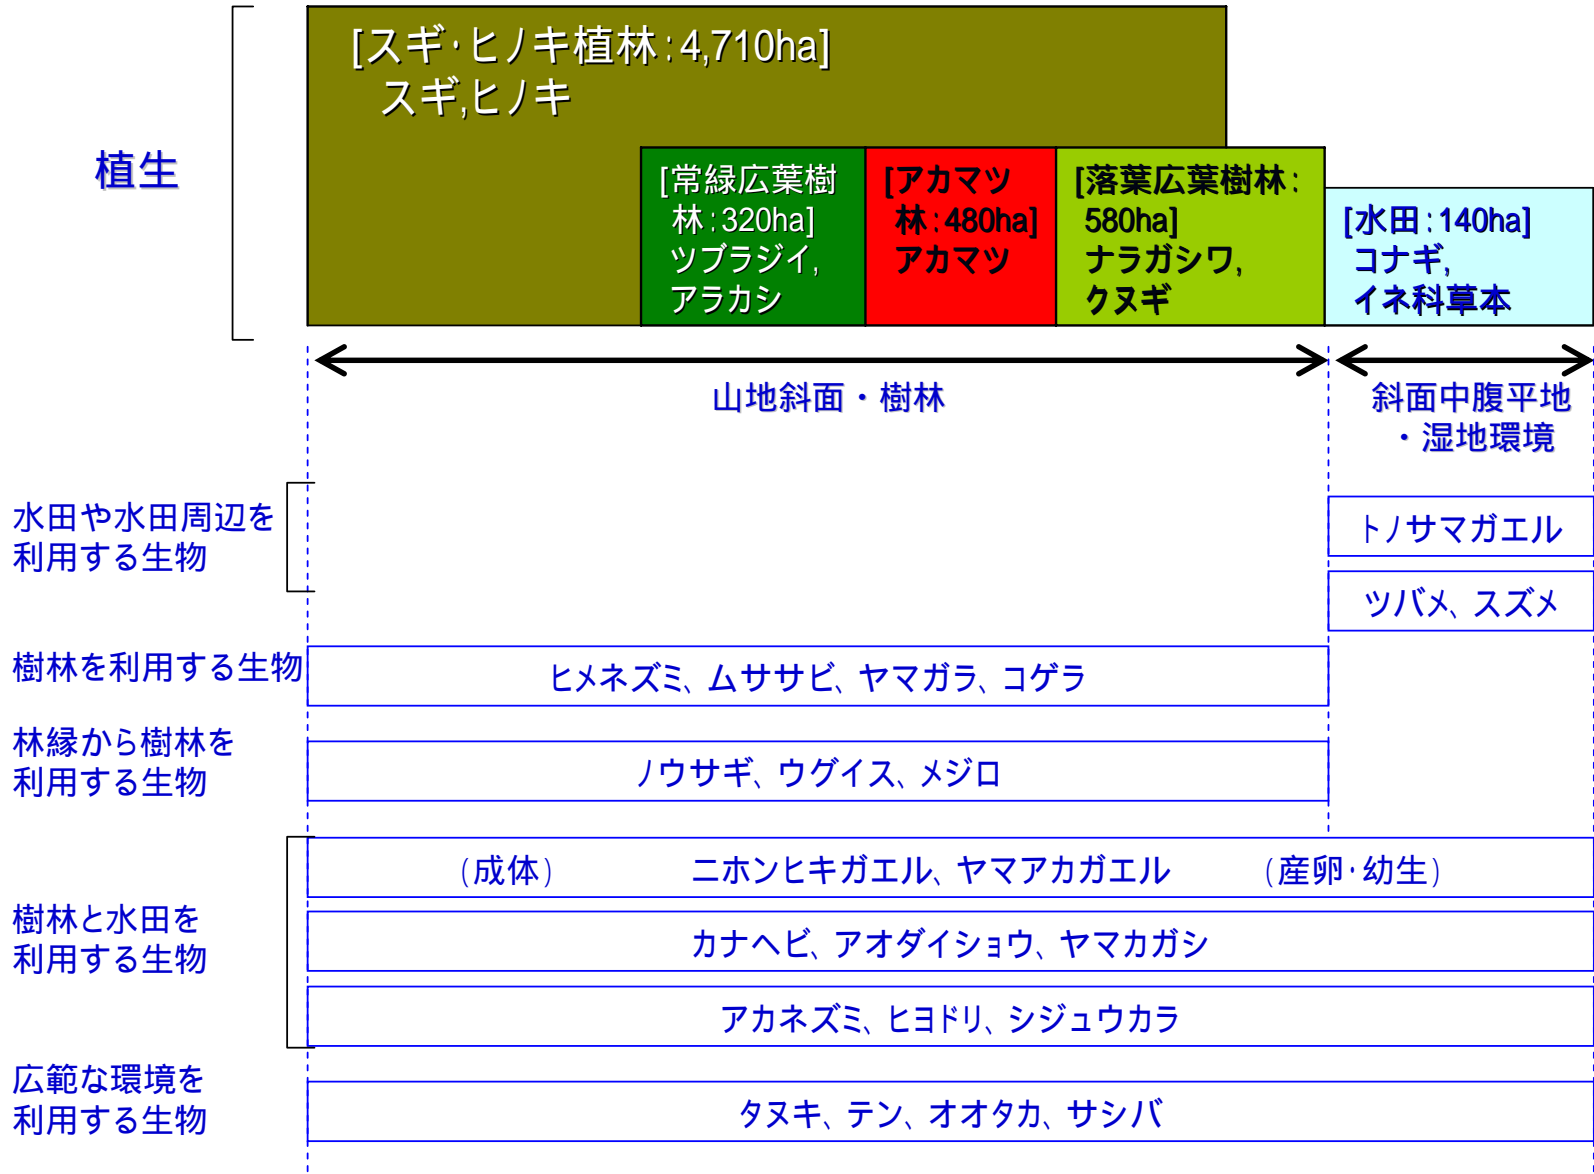 植生
[スギ･ヒノキ植林：4,710ha]
スギ,ヒノキ
[常緑広葉樹
林：320ha]
ツブラジイ,
アラカシ
[アカマツ
林：480ha]
アカマツ
[落葉広葉樹林：
580ha]
ナラガシワ,
クヌギ
[水田：140ha]
コナギ,
イネ科草本
山地斜面・樹林
斜面中腹平地
・湿地環境
水田や水田周辺を
利用する生物
トノサマガエル
ツバメ、スズメ
樹林を利用する生物
ヒメネズミ、ムササビ、ヤマガラ、コゲラ
林縁から樹林を
利用する生物
ノウサギ、ウグイス、メジロ
樹林と水田を
利用する生物
(成体) ニホンヒキガエル、ヤマアカガエル (産卵･幼生)
カナヘビ、アオダイショウ、ヤマカガシ
アカネズミ、ヒヨドリ、シジュウカラ
広範な環境を
利用する生物
タヌキ、テン、オオタカ、サシバ